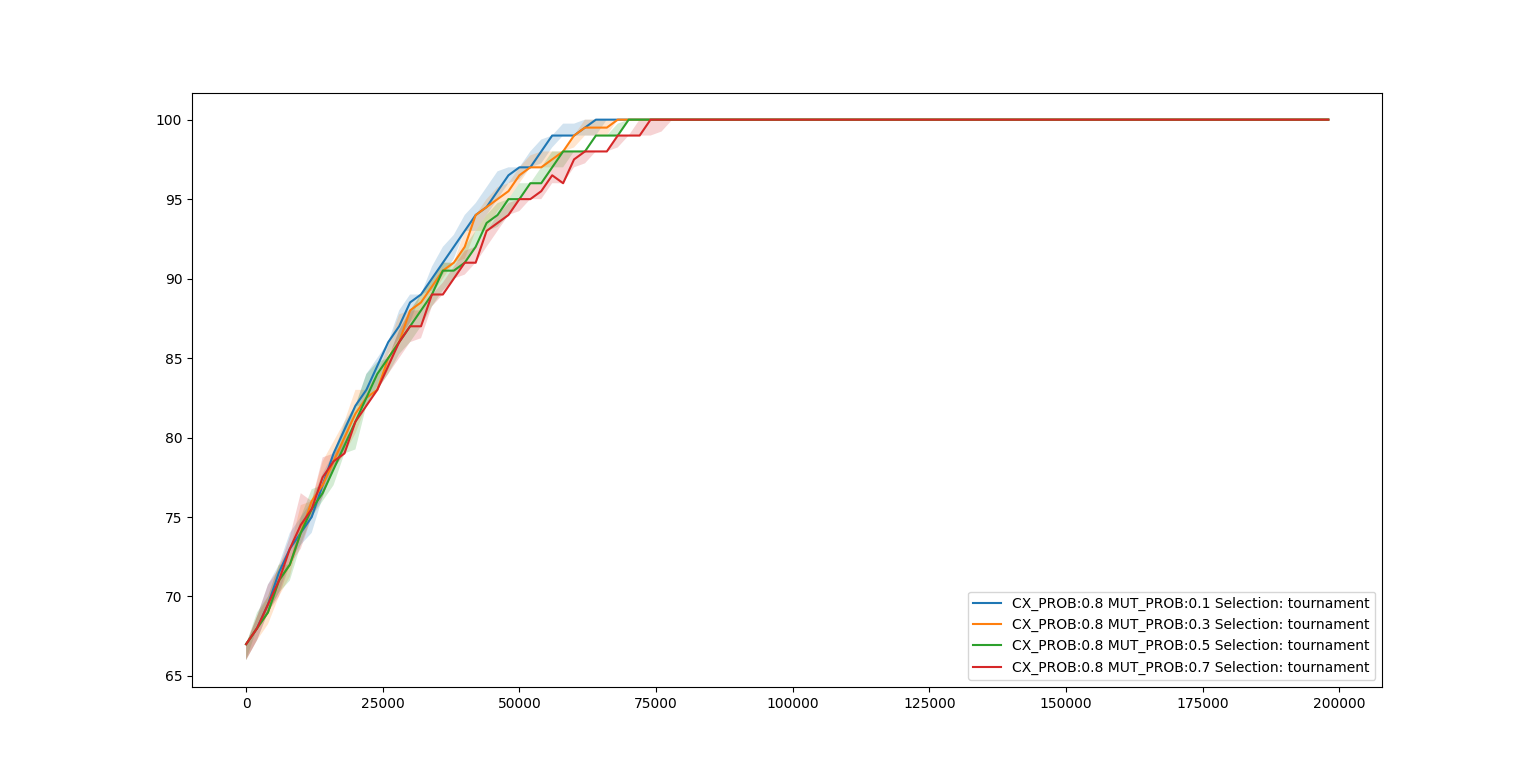 100
95
90
85
80
75
70
65
0 25000 50000 75000 100000 125000 150000 175000 200000
CX_PROB:0.8 MUT_PROB:0.1 Selection: tournament
CX_PROB:0.8 MUT_PROB:0.3 Selection: tournament
CX_PROB:0.8 MUT_PROB:0.5 Selection: tournament
CX_PROB:0.8 MUT_PROB:0.7 Selection: tournament